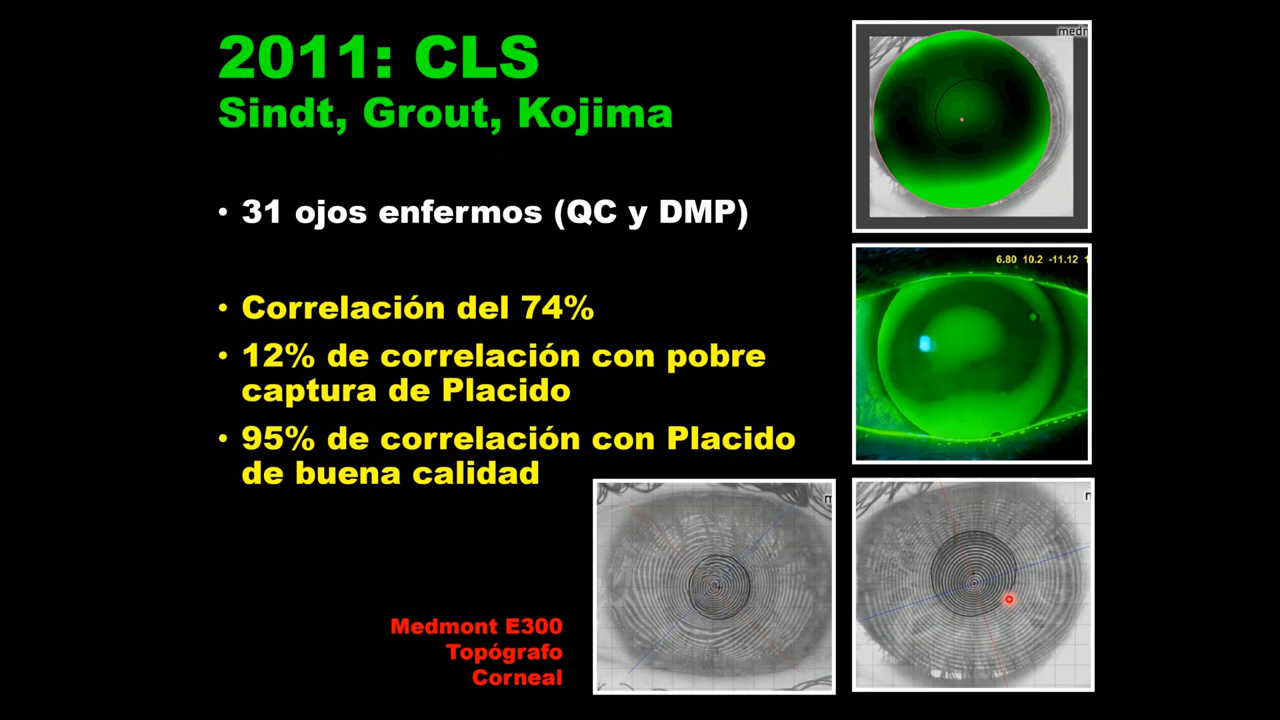 2011: CLS
Sindt, Grout, Kojima
• 31 ojos enfermos (QC y DMP)
• Correlación del 74%
• 12% de correlación con pobre
captura de Placido
• 95% de correlación con Placido
de buena calidad
Medmont E300
Topógrafo
Corneal
medm
6.80 10.2 -11.12 1
m
n